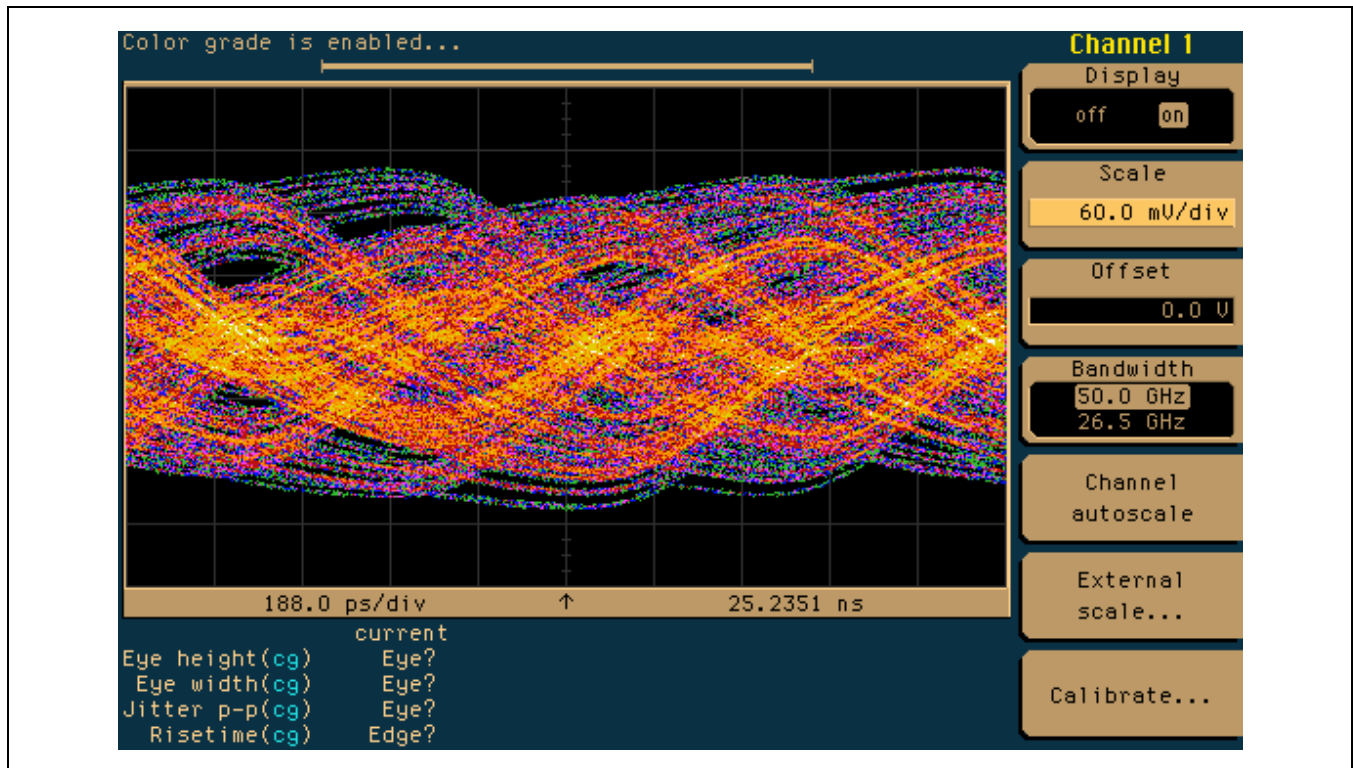 Color grade is enabled...
Channel 1
Display
off on
Scale
60.0 mV/div
Offset
0.0 V
Bandwidth
50.0 GHz
26.5 GHz
Channel
autoscale
External
scale...
Calibrate...
188.0 ps/div ↑ 25.2351 ns
current
Eye height(cg) Eye?
Eye width(cg) Eye?
Jitter p-p(cg) Eye?
Risetime(cg) Edge?